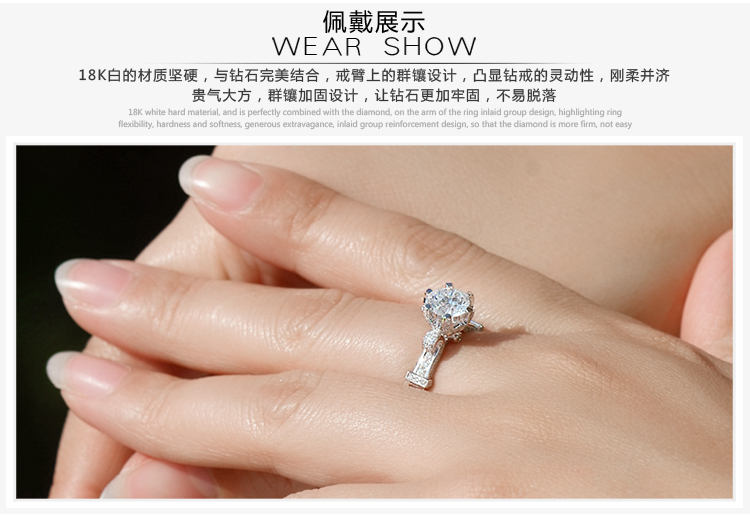 佩戴展示
WEAR SHOW
18K白的材质坚硬，与钻石完美结合，戒臂上的群镶设计，凸显钻戒的灵动性，刚柔并济
贵气大方，群镶加固设计，让钻石更加牢固，不易脱落
18K white hard material, and is perfectly combined with the diamond, on the arm of the ring inlaid group design, highlighting ring
flexibility, hardness and softness, generous extravagance, inlaid group reinforcement design, so that the diamond is more firm, not easy